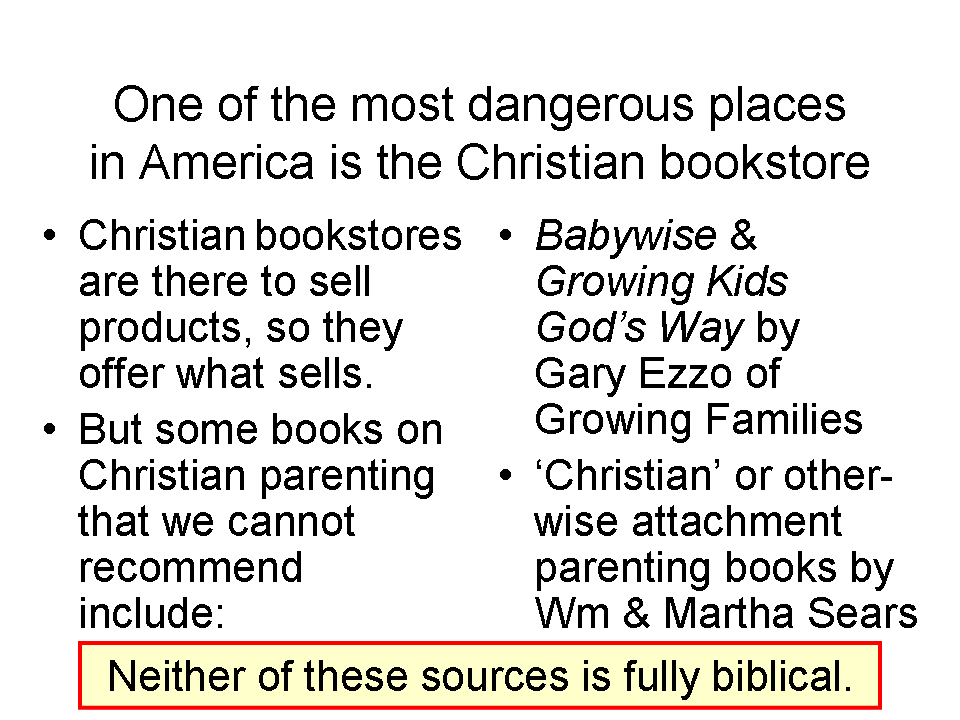 One of the most dangerous places
in America is the Christian bookstore
• Christian bookstores
are there to sell
products, so they
offer what sells.
• But some books on
Christian parenting
that we cannot
recommend
include:
• Babywise &
Growing Kids
God’s Way by
Gary Ezzo of
Growing Families
• ‘Christian’ or other-
wise attachment
parenting books by
Wm & Martha Sears
Neither of these sources is fully biblical.